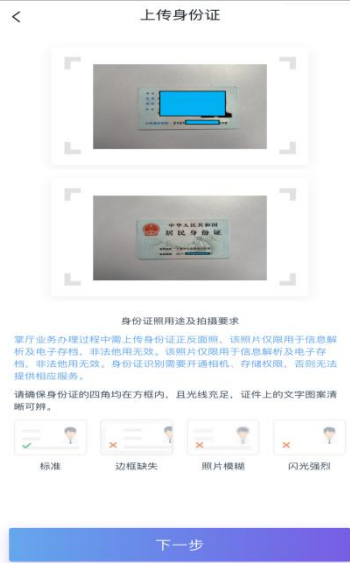 上传身份证
中华人民共和国
居民身份证
身份证照用途及拍摄要求
掌厅业务办理过程中需上传身份证正反面照，该照片仅限用于信息解
析及电子存档，非法他用无效。该照片仅限用于信息解析及电子存
档，非法他用无效。身份证识别需要开通相机、存储权限，否则无法
提供相应服务。
请确保身份证的四角均在方框内，且光线充足，证件上的文字图案清
晰可辨。
标准
边框缺失
照片模糊
闪光强烈
下一步